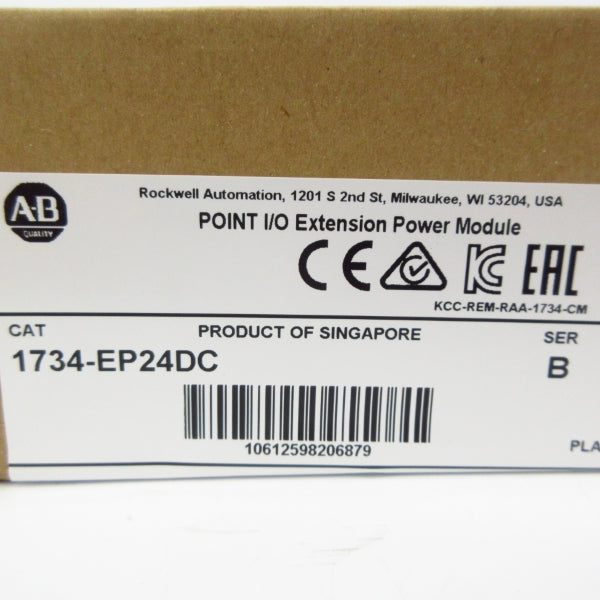 A-B
QUALITY
Rockwell Automation, 1201 S 2nd St, Milwaukee, WI 53204, USA
POINT I/O Extension Power Module
CE KC EAC
KCC-REM-RAA-1734-CM
CAT PRODUCT OF SINGAPORE SER
1734-EP24DC B
10612598206879
PLA